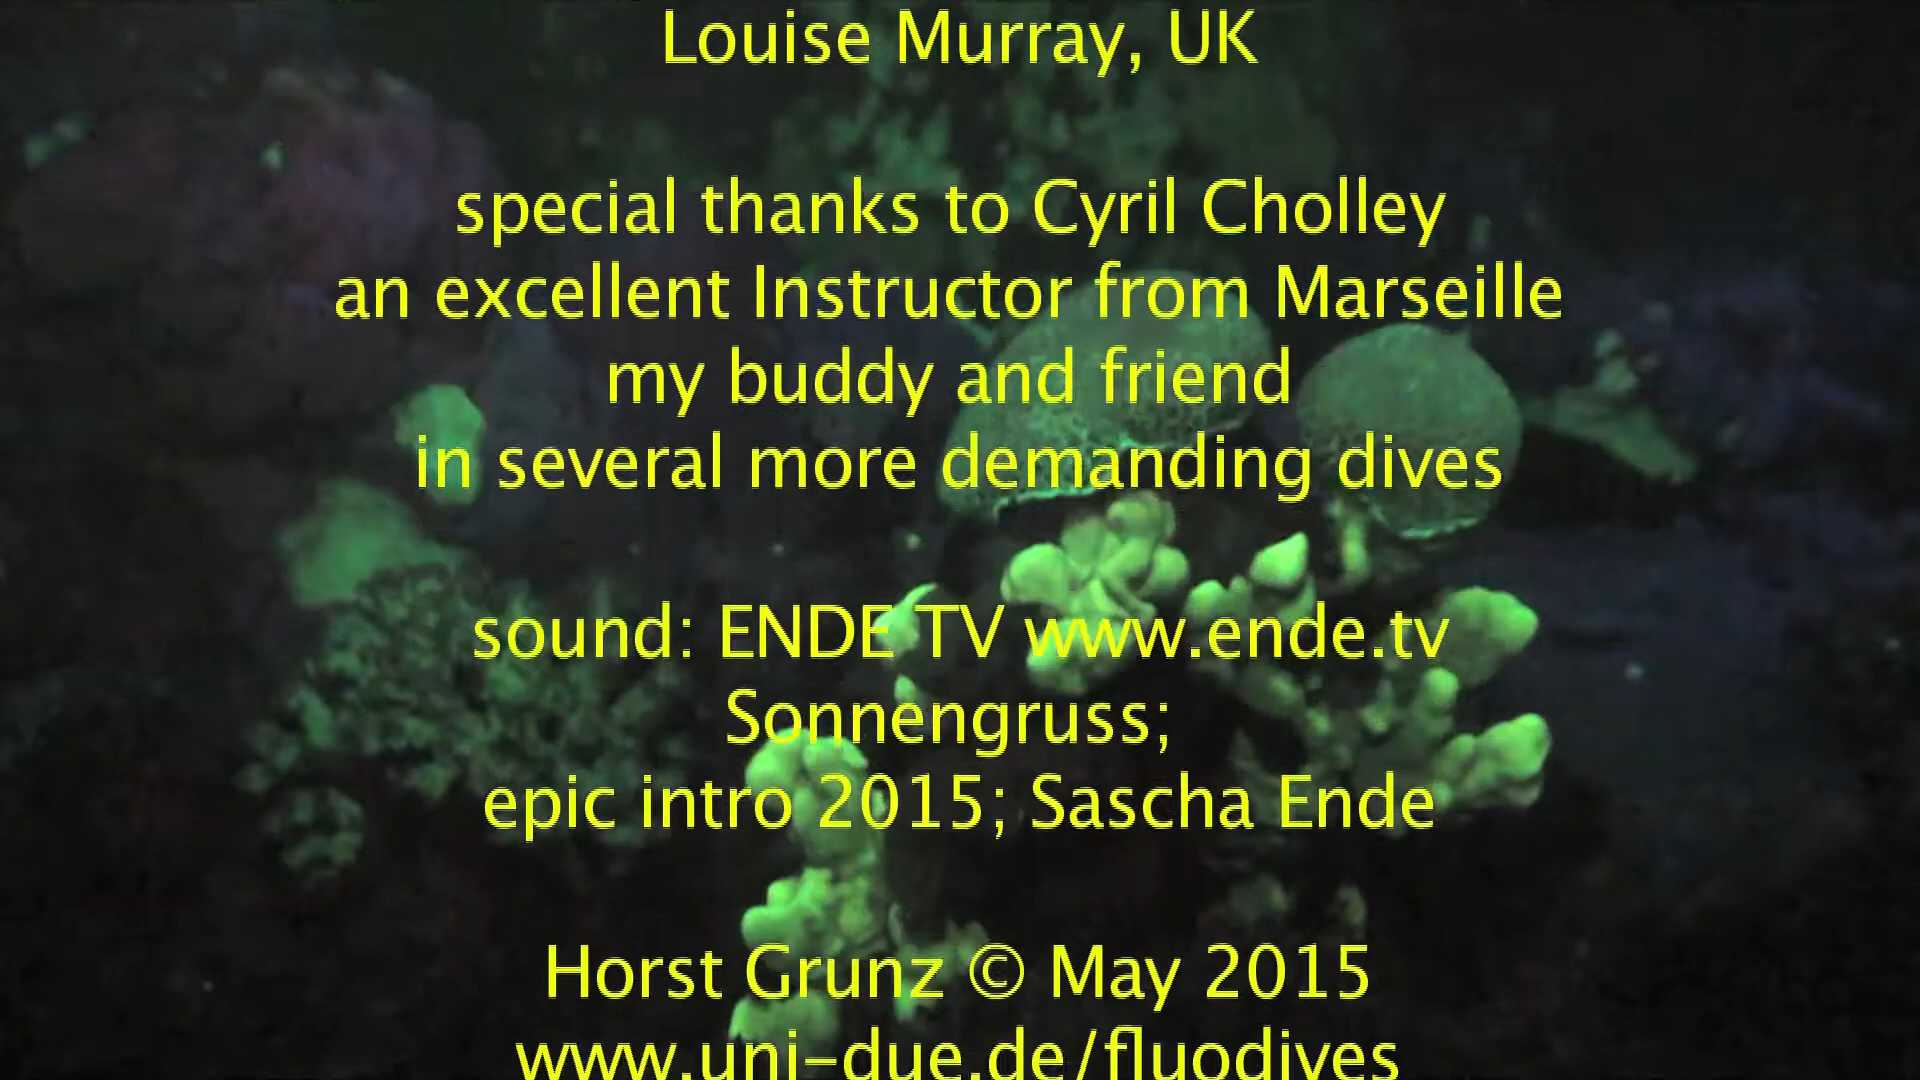 Louise Murray, UK
special thanks to Cyril Cholley
an excellent Instructor from Marseille
my buddy and friend
in several more demanding dives
sound: ENDE TV www.ende.tv
Sonnengruss;
epic intro 2015; Sascha Ende
Horst Grunz © May 2015
www.uni-due.de/fluodives